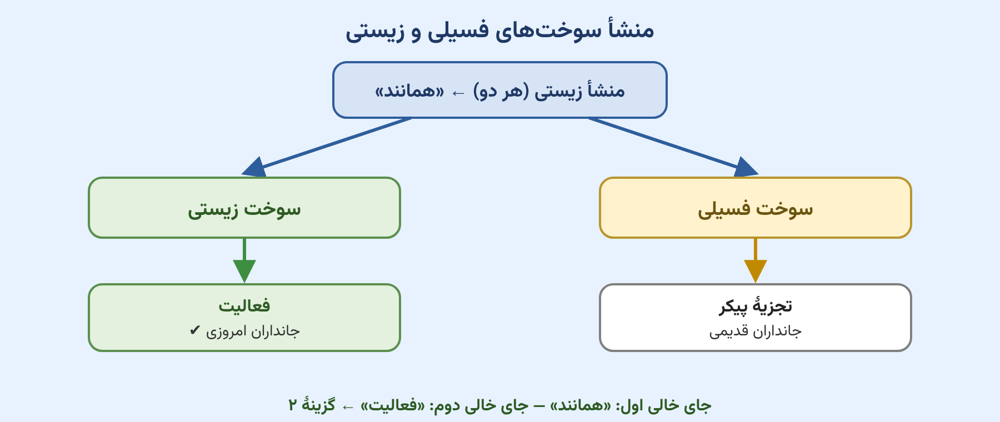 منشأ سوخت‌های فسیلی و زیستی
منشأ زیستی (هر دو) ← «همانند»
سوخت فسیلی
سوخت زیستی
تجزیهٔ پیکر
جانداران قدیمی
فعالیت
جانداران امروزی ✔
جای خالی اول: «همانند» — جای خالی دوم: «فعالیت» ← گزینهٔ ۲